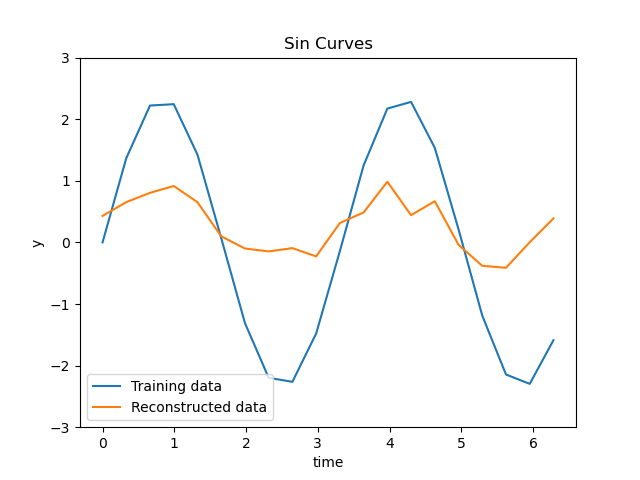 Sin Curves
3
2
1
0
−1
−2
−3
y
Training data
Reconstructed data
0 1 2 3 4 5 6
time